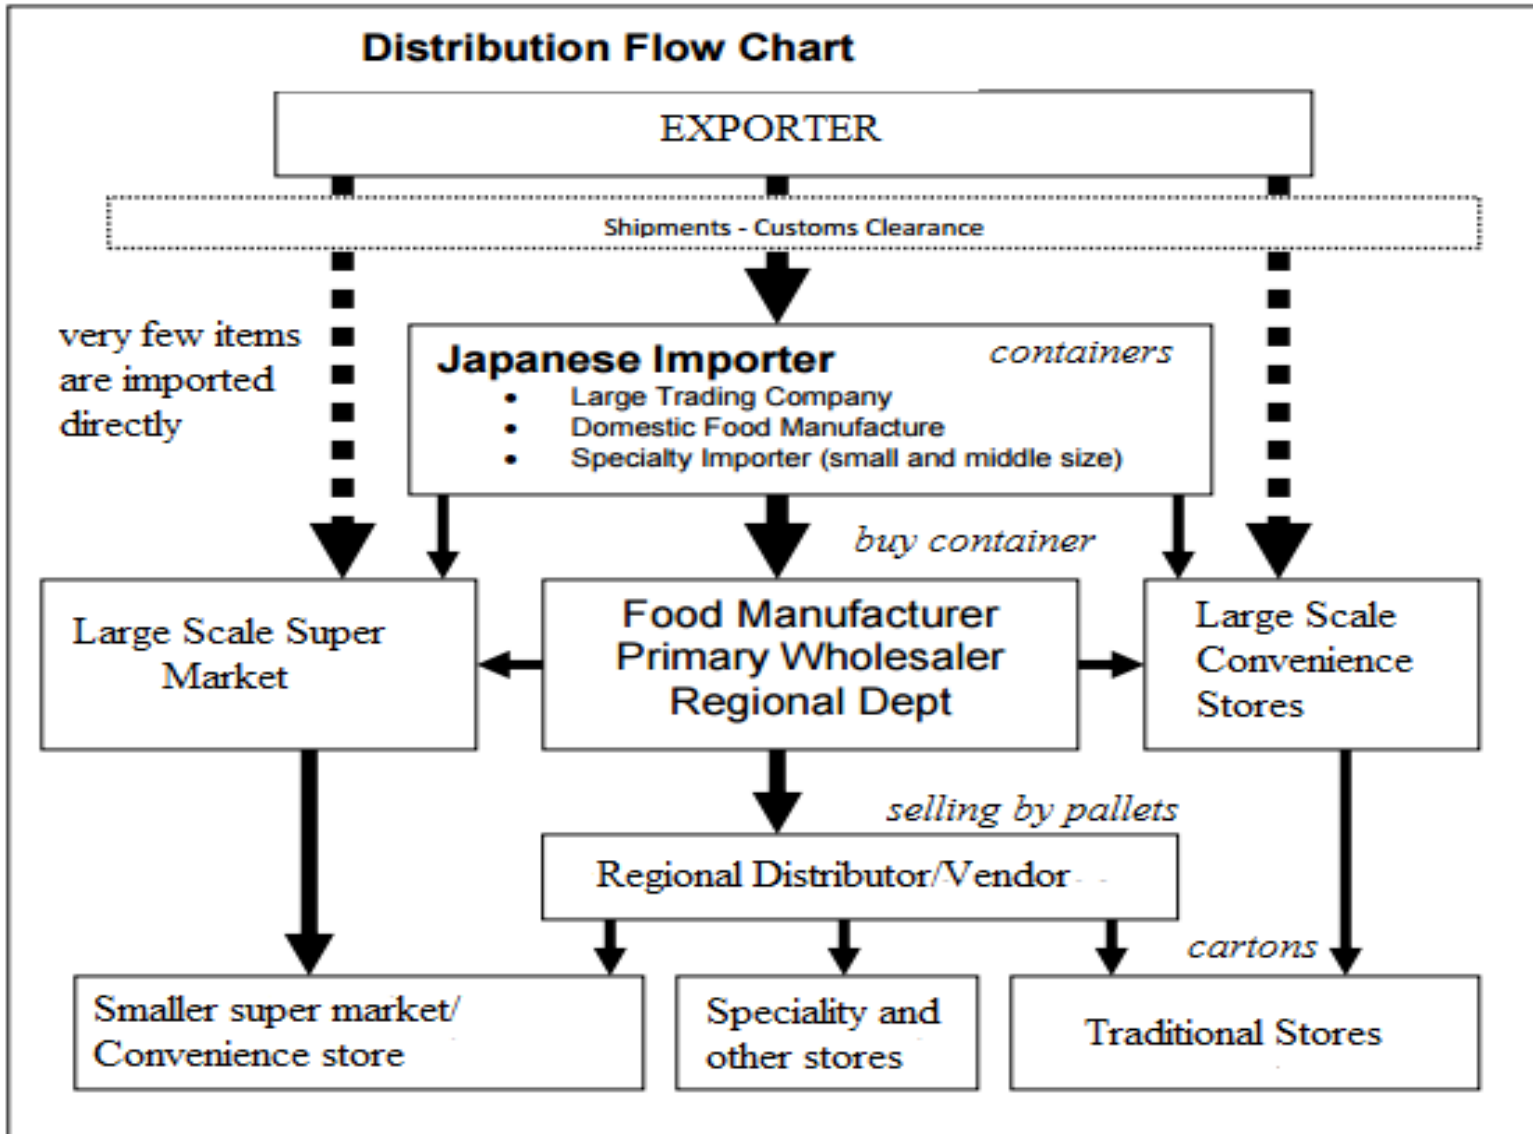 Distribution Flow Chart
EXPORTER
Shipments - Customs Clearance
very few items
are imported
directly
Japanese Importer
containers
• Large Trading Company
• Domestic Food Manufacture
• Specialty Importer (small and middle size)
buy container
Large Scale Super
Market
Food Manufacturer
Primary Wholesaler
Regional Dept
Large Scale
Convenience
Stores
selling by pallets
Regional Distributor/Vendor
cartons
Smaller super market/
Convenience store
Speciality and
other stores
Traditional Stores